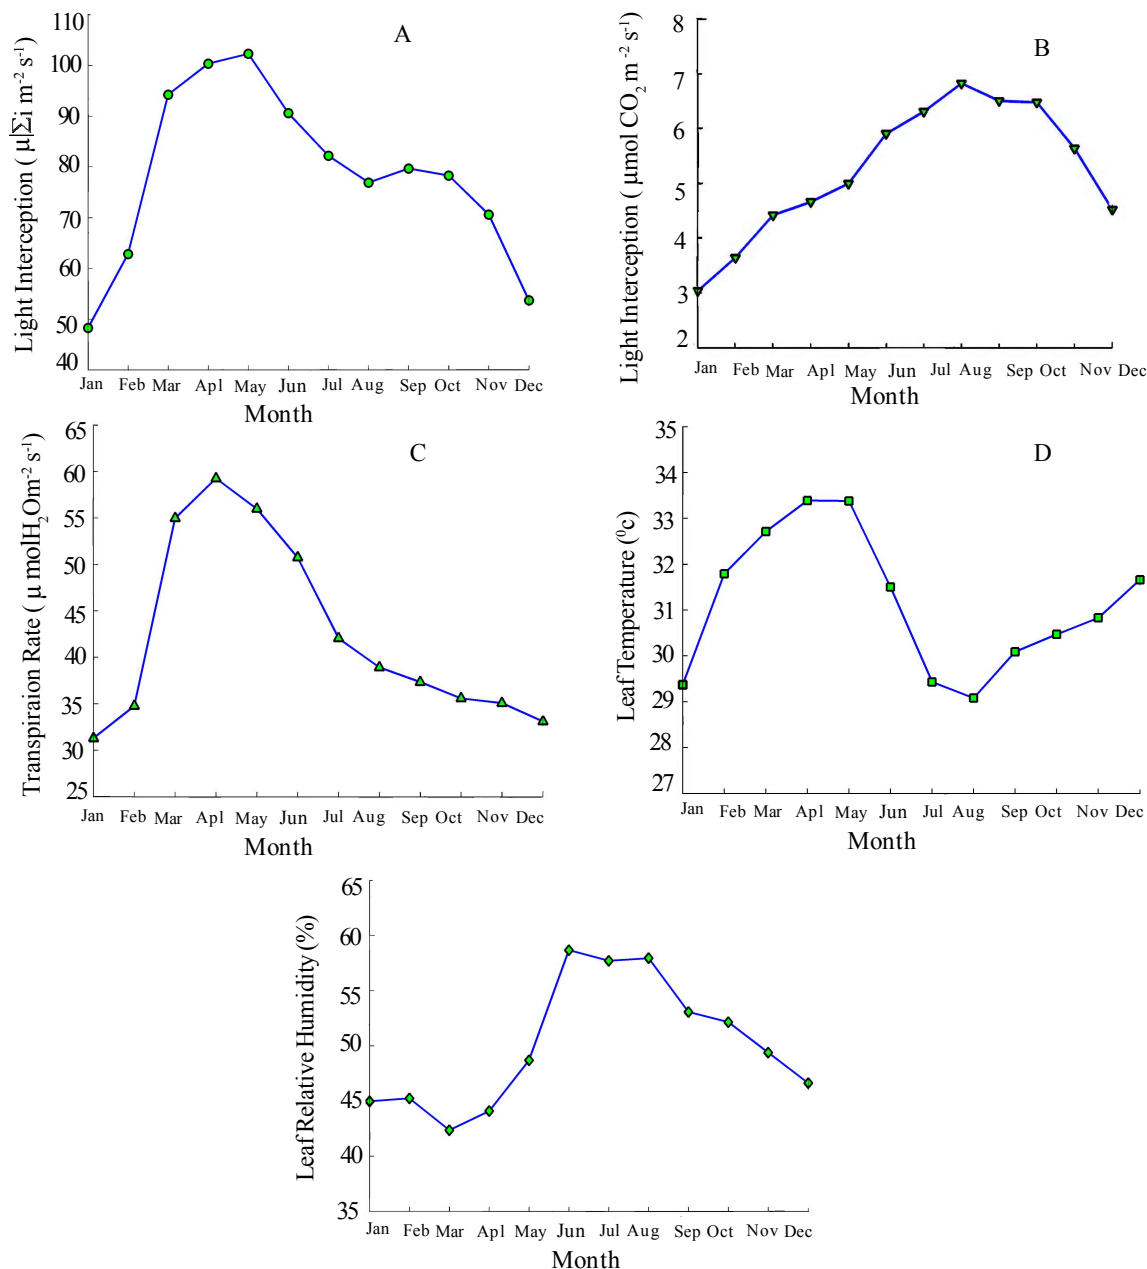 A
Light Interception ( μ|Σi m⁻² s⁻¹)
110
100
90
80
70
60
50
40
Jan Feb Mar Apl May Jun Jul Aug Sep Oct Nov Dec
Month
B
Light Interception ( μmol CO₂ m⁻² s⁻¹)
8
7
6
5
4
3
2
Jan Feb Mar Apl May Jun Jul Aug Sep Oct Nov Dec
Month
C
Transpiraion Rate ( μ molH₂Om⁻² s⁻¹)
65
60
55
50
45
40
35
30
25
Jan Feb Mar Apl May Jun Jul Aug Sep Oct Nov Dec
Month
D
Leaf Temperature (⁰c)
35
34
33
32
31
30
29
28
27
Jan Feb Mar Apl May Jun Jul Aug Sep Oct Nov Dec
Month
Leaf Relative Humidity (%)
65
60
55
50
45
40
35
Jan Feb Mar Apl May Jun Jul Aug Sep Oct Nov Dec
Month